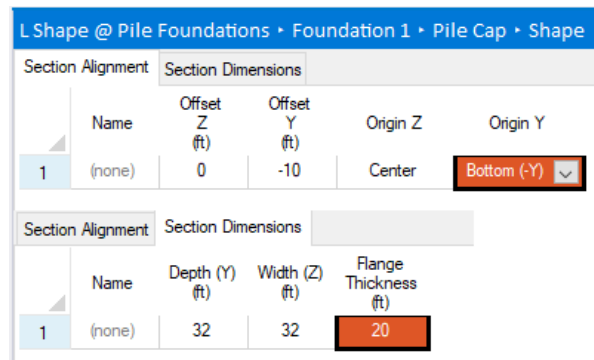 L Shape @ Pile Foundations ‣ Foundation 1 ‣ Pile Cap ‣ Shape
Section Alignment Section Dimensions
Name Offset Z (ft) Offset Y (ft) Origin Z Origin Y
1 (none) 0 -10 Center Bottom (-Y)
Section Alignment Section Dimensions
Name Depth (Y) (ft) Width (Z) (ft) Flange Thickness (ft)
1 (none) 32 32 20